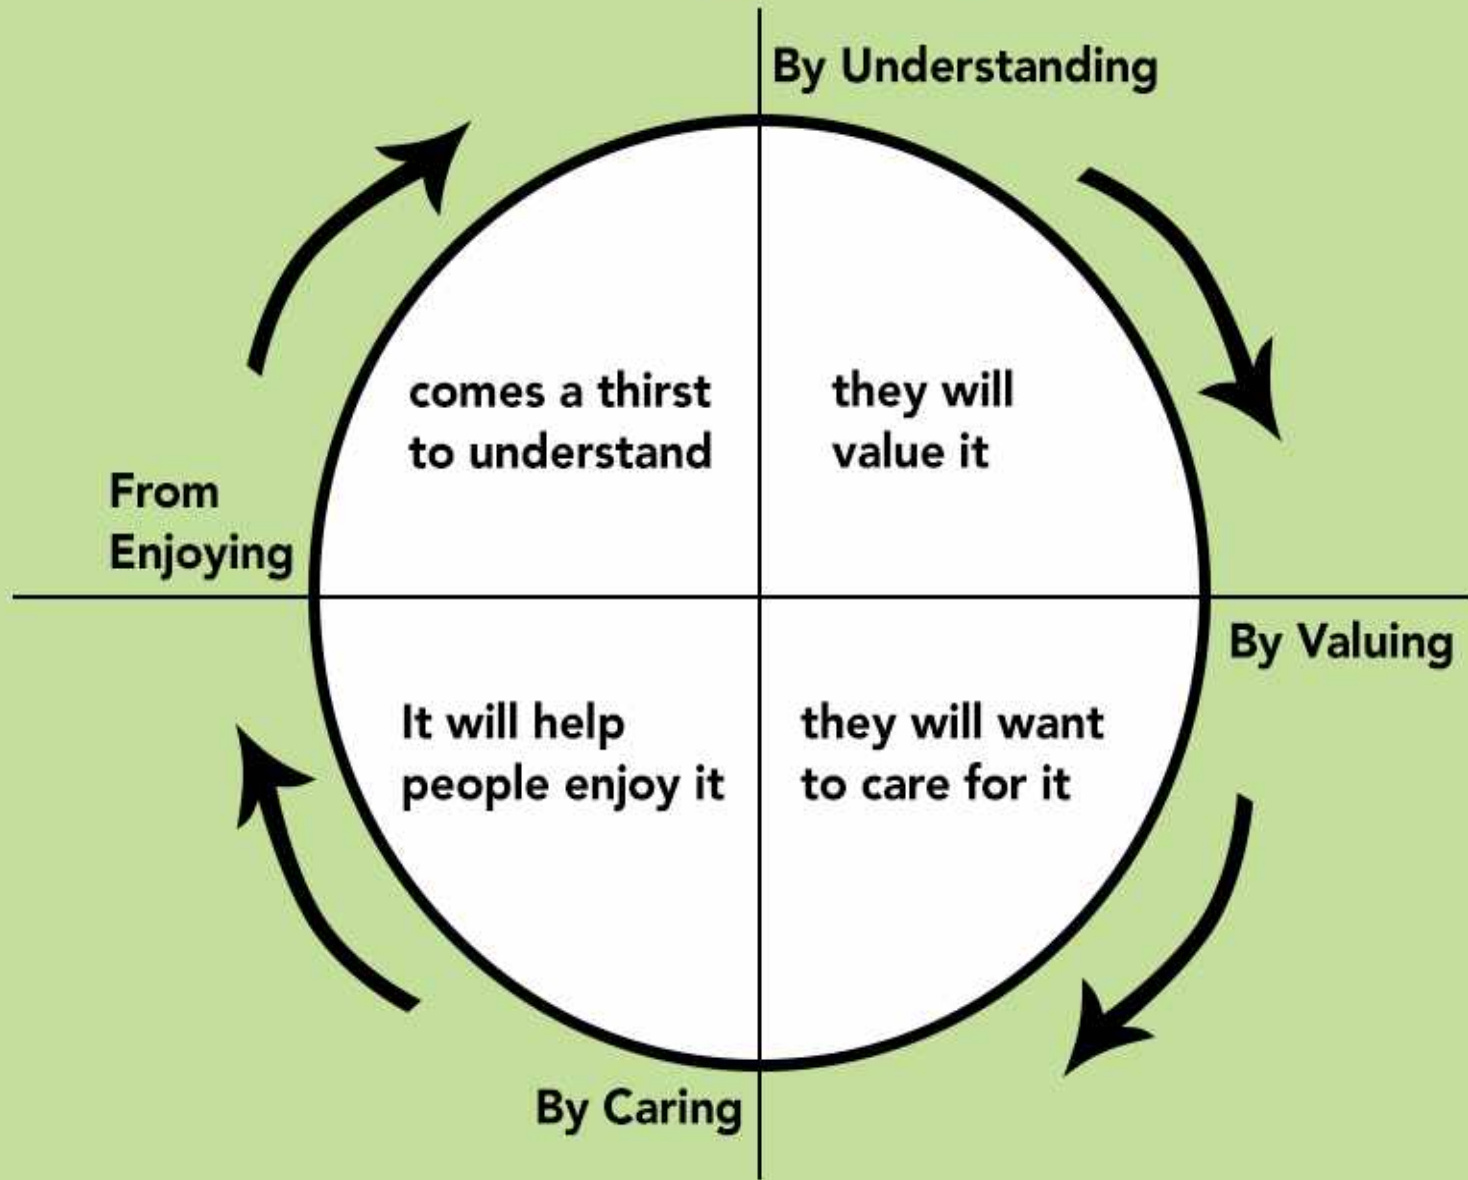 By Understanding
they will
value it
By Valuing
they will want
to care for it
By Caring
It will help
people enjoy it
From
Enjoying
comes a thirst
to understand